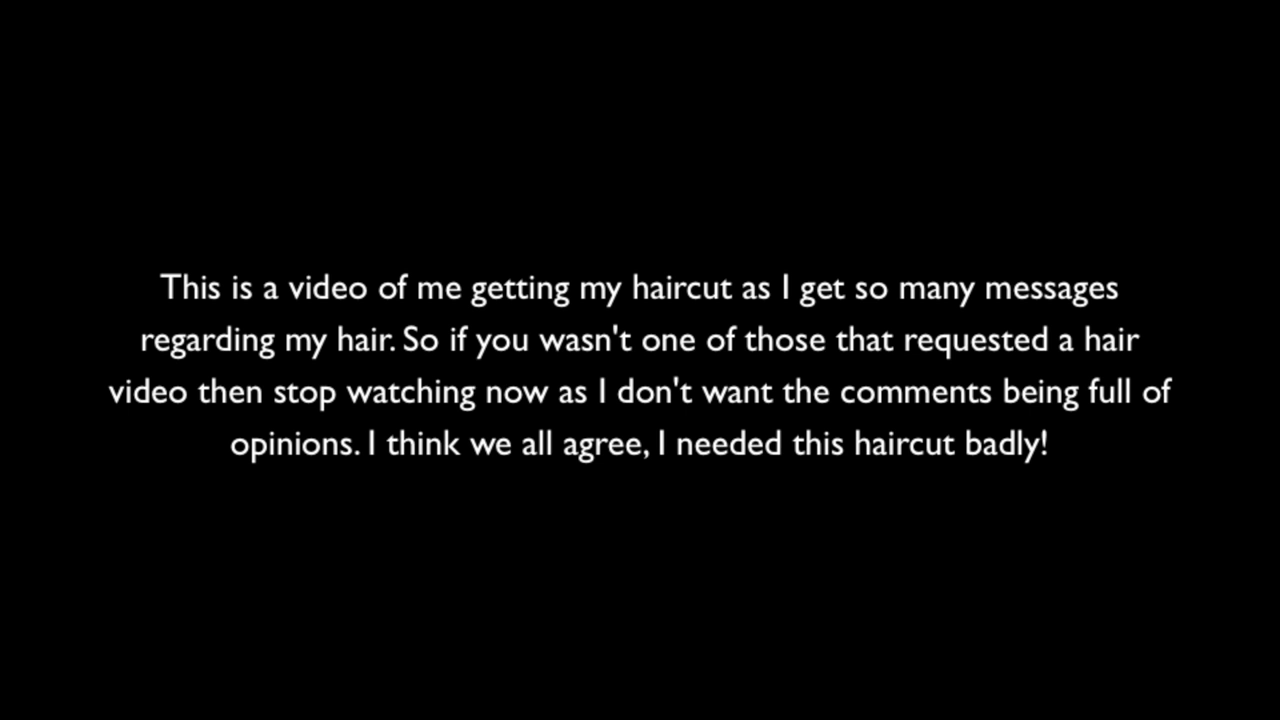 This is a video of me getting my haircut as I get so many messages
regarding my hair. So if you wasn't one of those that requested a hair
video then stop watching now as I don't want the comments being full of
opinions. I think we all agree, I needed this haircut badly!